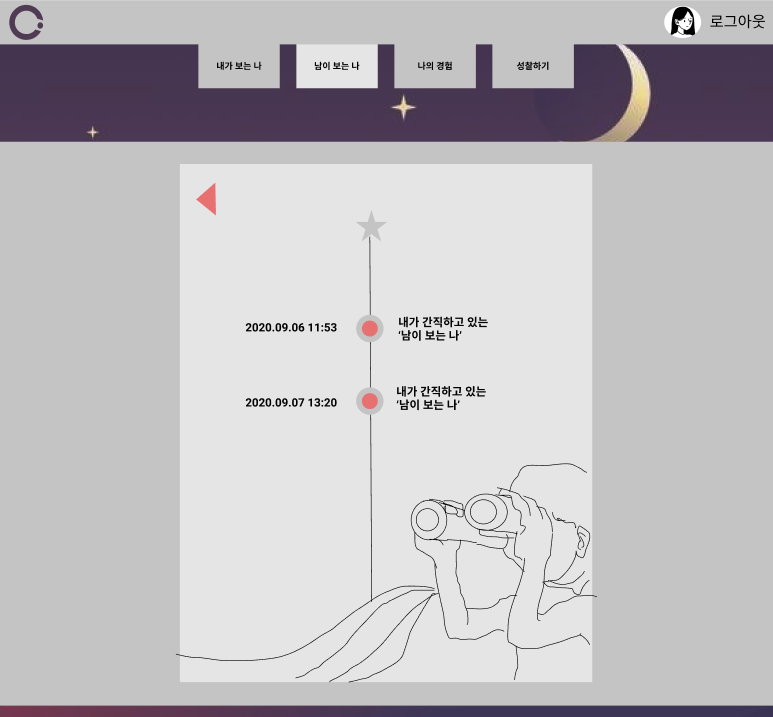 로그아웃
내가 보는 나
남이 보는 나
나의 경험
성찰하기
2020.09.06 11:53
내가 간직하고 있는
‘남이 보는 나’
2020.09.07 13:20
내가 간직하고 있는
‘남이 보는 나’